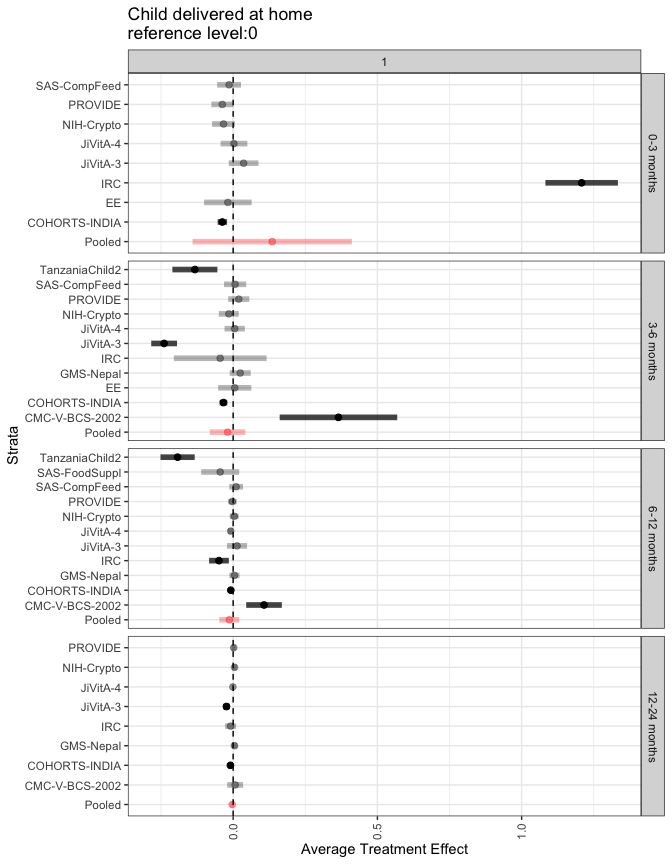 Child delivered at home
reference level:0
1
SAS-CompFeed
PROVIDE
NIH-Crypto
JiVitA-4
JiVitA-3
IRC
EE
COHORTS-INDIA
Pooled
0-3 months
TanzaniaChild2
SAS-CompFeed
PROVIDE
NIH-Crypto
JiVitA-4
JiVitA-3
IRC
GMS-Nepal
EE
COHORTS-INDIA
CMC-V-BCS-2002
Pooled
3-6 months
Strata
TanzaniaChild2
SAS-FoodSuppl
SAS-CompFeed
PROVIDE
NIH-Crypto
JiVitA-4
JiVitA-3
IRC
GMS-Nepal
COHORTS-INDIA
CMC-V-BCS-2002
Pooled
6-12 months
PROVIDE
NIH-Crypto
JiVitA-4
JiVitA-3
IRC
GMS-Nepal
COHORTS-INDIA
CMC-V-BCS-2002
Pooled
12-24 months
0.0
0.5
1.0
Average Treatment Effect